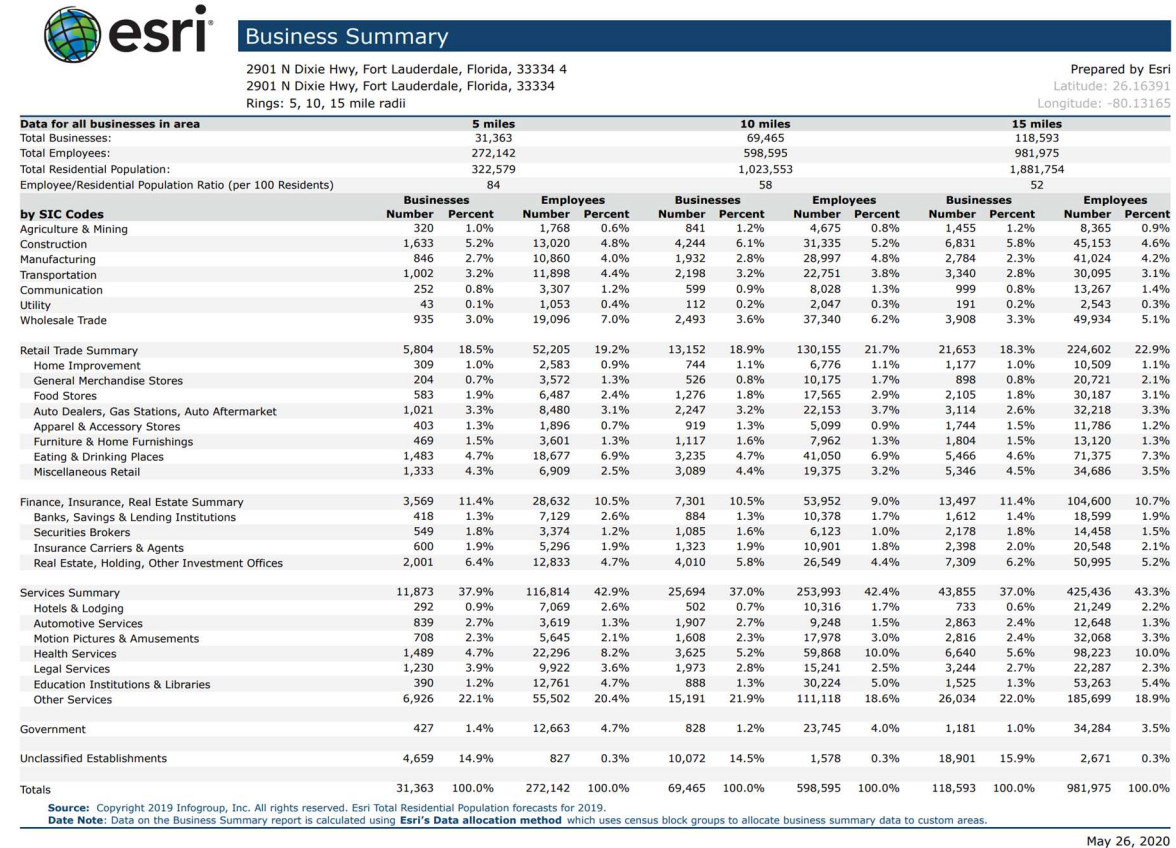 esri®
Business Summary
2901 N Dixie Hwy, Fort Lauderdale, Florida, 33334 4 Prepared by Esri
2901 N Dixie Hwy, Fort Lauderdale, Florida, 33334 Latitude: 26.16391
Rings: 5, 10, 15 mile radii Longitude: -80.13165
Data for all businesses in area 5 miles 10 miles 15 miles
Total Businesses: 31,363 69,465 118,593
Total Employees: 272,142 598,595 981,975
Total Residential Population: 322,579 1,023,553 1,881,754
Employee/Residential Population Ratio (per 100 Residents) 84 58 52
Businesses Employees Businesses Employees Businesses Employees
by SIC Codes Number Percent Number Percent Number Percent Number Percent Number Percent Number Percent
Agriculture & Mining 320 1.0% 1,768 0.6% 841 1.2% 4,675 0.8% 1,455 1.2% 8,365 0.9%
Construction 1,633 5.2% 13,020 4.8% 4,244 6.1% 31,335 5.2% 6,831 5.8% 45,153 4.6%
Manufacturing 846 2.7% 10,860 4.0% 1,932 2.8% 28,997 4.8% 2,784 2.3% 41,024 4.2%
Transportation 1,002 3.2% 11,898 4.4% 2,198 3.2% 22,751 3.8% 3,340 2.8% 30,095 3.1%
Communication 252 0.8% 3,307 1.2% 599 0.9% 8,028 1.3% 999 0.8% 13,267 1.4%
Utility 43 0.1% 1,053 0.4% 112 0.2% 2,047 0.3% 191 0.2% 2,543 0.3%
Wholesale Trade 935 3.0% 19,096 7.0% 2,493 3.6% 37,340 6.2% 3,908 3.3% 49,934 5.1%
Retail Trade Summary 5,804 18.5% 52,205 19.2% 13,152 18.9% 130,155 21.7% 21,653 18.3% 224,602 22.9%
Home Improvement 309 1.0% 2,583 0.9% 744 1.1% 6,776 1.1% 1,177 1.0% 10,509 1.1%
General Merchandise Stores 204 0.7% 3,572 1.3% 526 0.8% 10,175 1.7% 898 0.8% 20,721 2.1%
Food Stores 583 1.9% 6,487 2.4% 1,276 1.8% 17,565 2.9% 2,105 1.8% 30,187 3.1%
Auto Dealers, Gas Stations, Auto Aftermarket 1,021 3.3% 8,480 3.1% 2,247 3.2% 22,153 3.7% 3,114 2.6% 32,218 3.3%
Apparel & Accessory Stores 403 1.3% 1,896 0.7% 919 1.3% 5,099 0.9% 1,744 1.5% 11,786 1.2%
Furniture & Home Furnishings 469 1.5% 3,601 1.3% 1,117 1.6% 7,962 1.3% 1,804 1.5% 13,120 1.3%
Eating & Drinking Places 1,483 4.7% 18,677 6.9% 3,235 4.7% 41,050 6.9% 5,466 4.6% 71,375 7.3%
Miscellaneous Retail 1,333 4.3% 6,909 2.5% 3,089 4.4% 19,375 3.2% 5,346 4.5% 34,686 3.5%
Finance, Insurance, Real Estate Summary 3,569 11.4% 28,632 10.5% 7,301 10.5% 53,952 9.0% 13,497 11.4% 104,600 10.7%
Banks, Savings & Lending Institutions 418 1.3% 7,129 2.6% 884 1.3% 10,378 1.7% 1,612 1.4% 18,599 1.9%
Securities Brokers 549 1.8% 3,374 1.2% 1,085 1.6% 6,123 1.0% 2,178 1.8% 14,458 1.5%
Insurance Carriers & Agents 600 1.9% 5,296 1.9% 1,323 1.9% 10,901 1.8% 2,398 2.0% 20,548 2.1%
Real Estate, Holding, Other Investment Offices 2,001 6.4% 12,833 4.7% 4,010 5.8% 26,549 4.4% 7,309 6.2% 50,995 5.2%
Services Summary 11,873 37.9% 116,814 42.9% 25,694 37.0% 253,993 42.4% 43,855 37.0% 425,436 43.3%
Hotels & Lodging 292 0.9% 7,069 2.6% 502 0.7% 10,316 1.7% 733 0.6% 21,249 2.2%
Automotive Services 839 2.7% 3,619 1.3% 1,907 2.7% 9,248 1.5% 2,863 2.4% 12,648 1.3%
Motion Pictures & Amusements 708 2.3% 5,645 2.1% 1,608 2.3% 17,978 3.0% 2,816 2.4% 32,068 3.3%
Health Services 1,489 4.7% 22,296 8.2% 3,625 5.2% 59,868 10.0% 6,640 5.6% 98,223 10.0%
Legal Services 1,230 3.9% 9,922 3.6% 1,973 2.8% 15,241 2.5% 3,244 2.7% 22,287 2.3%
Education Institutions & Libraries 390 1.2% 12,761 4.7% 888 1.3% 30,224 5.0% 1,525 1.3% 53,263 5.4%
Other Services 6,926 22.1% 55,502 20.4% 15,191 21.9% 111,118 18.6% 26,034 22.0% 185,699 18.9%
Government 427 1.4% 12,663 4.7% 828 1.2% 23,745 4.0% 1,181 1.0% 34,284 3.5%
Unclassified Establishments 4,659 14.9% 827 0.3% 10,072 14.5% 1,578 0.3% 18,901 15.9% 2,671 0.3%
Totals 31,363 100.0% 272,142 100.0% 69,465 100.0% 598,595 100.0% 118,593 100.0% 981,975 100.0%
Source: Copyright 2019 Infogroup, Inc. All rights reserved. Esri Total Residential Population forecasts for 2019.
Date Note: Data on the Business Summary report is calculated using Esri's Data allocation method which uses census block groups to allocate business summary data to custom areas.
May 26, 2020